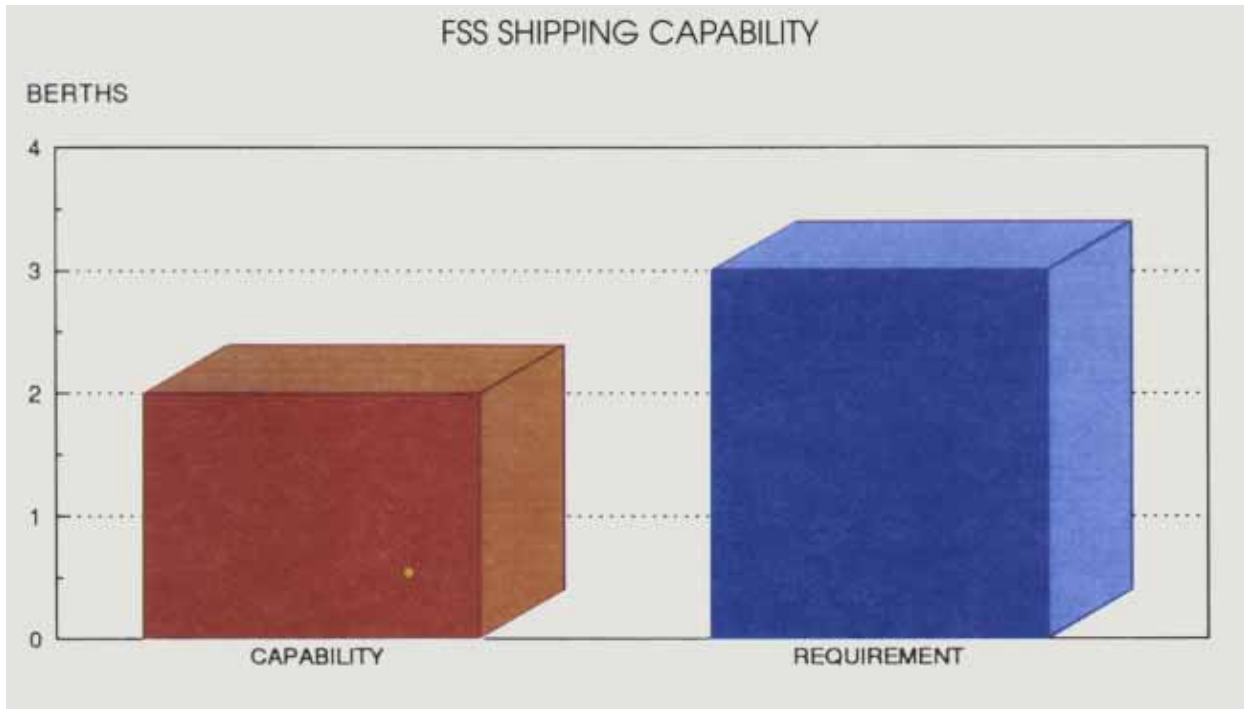 FSS SHIPPING CAPABILITY
BERTHS
4
3
2
1
0
CAPABILITY
REQUIREMENT